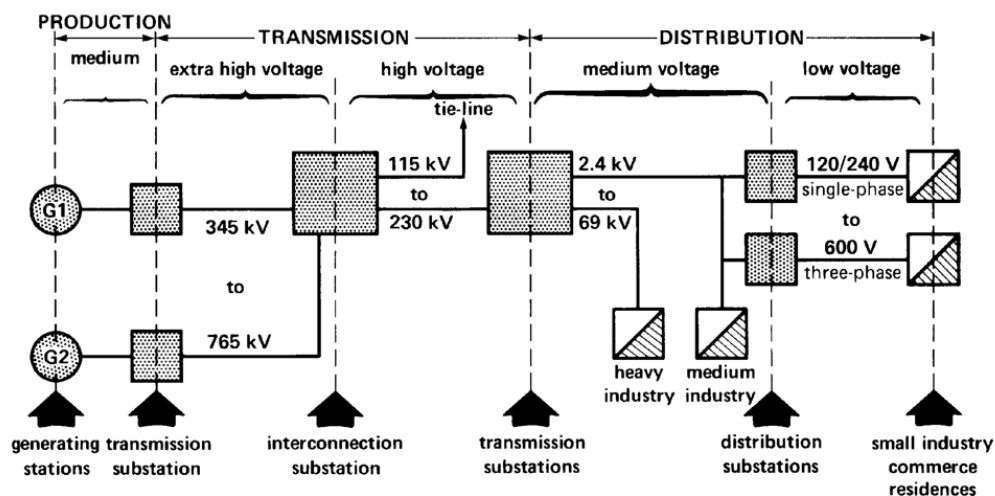 PRODUCTION
TRANSMISSION
DISTRIBUTION
medium
extra high voltage
high voltage
medium voltage
low voltage
tie-line
115 kV
to
230 kV
2.4 kV
to
69 kV
120/240 V
single-phase
to
600 V
three-phase
G1
345 kV
to
765 kV
G2
heavy
industry
medium
industry
generating
stations
transmission
substation
interconnection
substation
transmission
substations
distribution
substations
small industry
commerce
residences